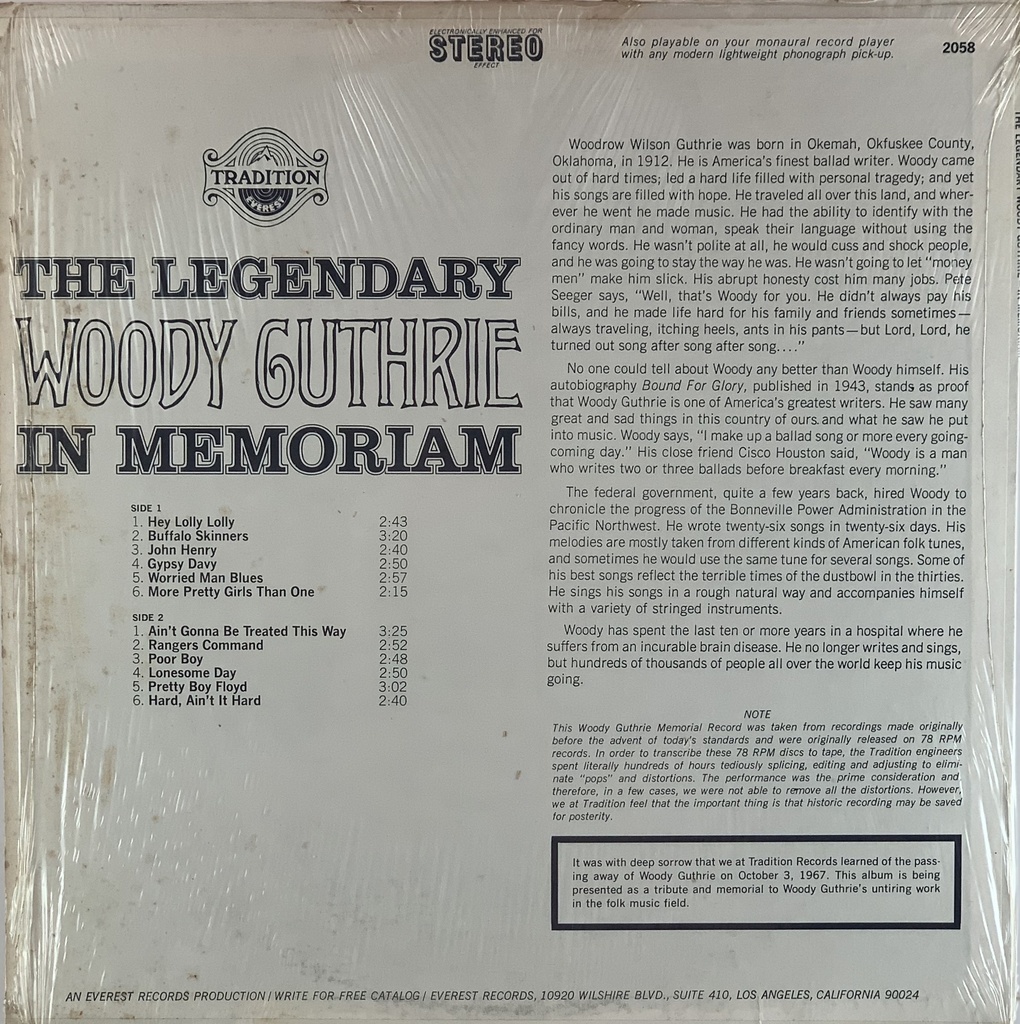 ELECTRONICALLY ENHANCED FOR
STEREO
EFFECT
Also playable on your monaural record player
with any modern lightweight phonograph pick-up.
2058
TRADITION
EVEREST
THE LEGENDARY
WOODY GUTHRIE
IN MEMORIAM
SIDE 1
1. Hey Lolly Lolly 2:43
2. Buffalo Skinners 3:20
3. John Henry 2:40
4. Gypsy Davy 2:50
5. Worried Man Blues 2:57
6. More Pretty Girls Than One 2:15
SIDE 2
1. Ain't Gonna Be Treated This Way 3:25
2. Rangers Command 2:52
3. Poor Boy 2:48
4. Lonesome Day 2:50
5. Pretty Boy Floyd 3:02
6. Hard, Ain't It Hard 2:40
Woodrow Wilson Guthrie was born in Okemah, Okfuskee County,
Oklahoma, in 1912. He is America's finest ballad writer. Woody came
out of hard times; led a hard life filled with personal tragedy; and yet
his songs are filled with hope. He traveled all over this land, and wher-
ever he went he made music. He had the ability to identify with the
ordinary man and woman, speak their language without using the
fancy words. He wasn't polite at all, he would cuss and shock people,
and he was going to stay the way he was. He wasn't going to let "money
men" make him slick. His abrupt honesty cost him many jobs. Pete
Seeger says, "Well, that's Woody for you. He didn't always pay his
bills, and he made life hard for his family and friends sometimes—
always traveling, itching heels, ants in his pants—but Lord, Lord, he
turned out song after song after song...."
No one could tell about Woody any better than Woody himself. His
autobiography Bound For Glory, published in 1943, stands as proof
that Woody Guthrie is one of America's greatest writers. He saw many
great and sad things in this country of ours and what he saw he put
into music. Woody says, "I make up a ballad song or more every going-
coming day." His close friend Cisco Houston said, "Woody is a man
who writes two or three ballads before breakfast every morning."
The federal government, quite a few years back, hired Woody to
chronicle the progress of the Bonneville Power Administration in the
Pacific Northwest. He wrote twenty-six songs in twenty-six days. His
melodies are mostly taken from different kinds of American folk tunes,
and sometimes he would use the same tune for several songs. Some of
his best songs reflect the terrible times of the dustbowl in the thirties.
He sings his songs in a rough natural way and accompanies himself
with a variety of stringed instruments.
Woody has spent the last ten or more years in a hospital where he
suffers from an incurable brain disease. He no longer writes and sings,
but hundreds of thousands of people all over the world keep his music
going.
NOTE
This Woody Guthrie Memorial Record was taken from recordings made originally
before the advent of today's standards and were originally released on 78 RPM
records. In order to transcribe these 78 RPM discs to tape, the Tradition engineers
spent literally hundreds of hours tediously splicing, editing and adjusting to elimi-
nate "pops" and distortions. The performance was the prime consideration and,
therefore, in a few cases, we were not able to remove all the distortions. However,
we at Tradition feel that the important thing is that historic recording may be saved
for posterity.
It was with deep sorrow that we at Tradition Records learned of the pass-
ing away of Woody Guthrie on October 3, 1967. This album is being
presented as a tribute and memorial to Woody Guthrie's untiring work
in the folk music field.
AN EVEREST RECORDS PRODUCTION / WRITE FOR FREE CATALOG / EVEREST RECORDS, 10920 WILSHIRE BLVD., SUITE 410, LOS ANGELES, CALIFORNIA 90024